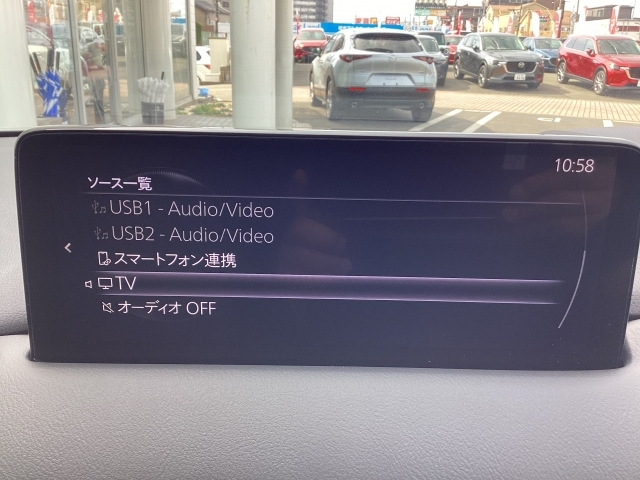 10:58
ソース一覧
USB1 - Audio/Video
USB2 - Audio/Video
スマートフォン連携
TV
オーディオ OFF